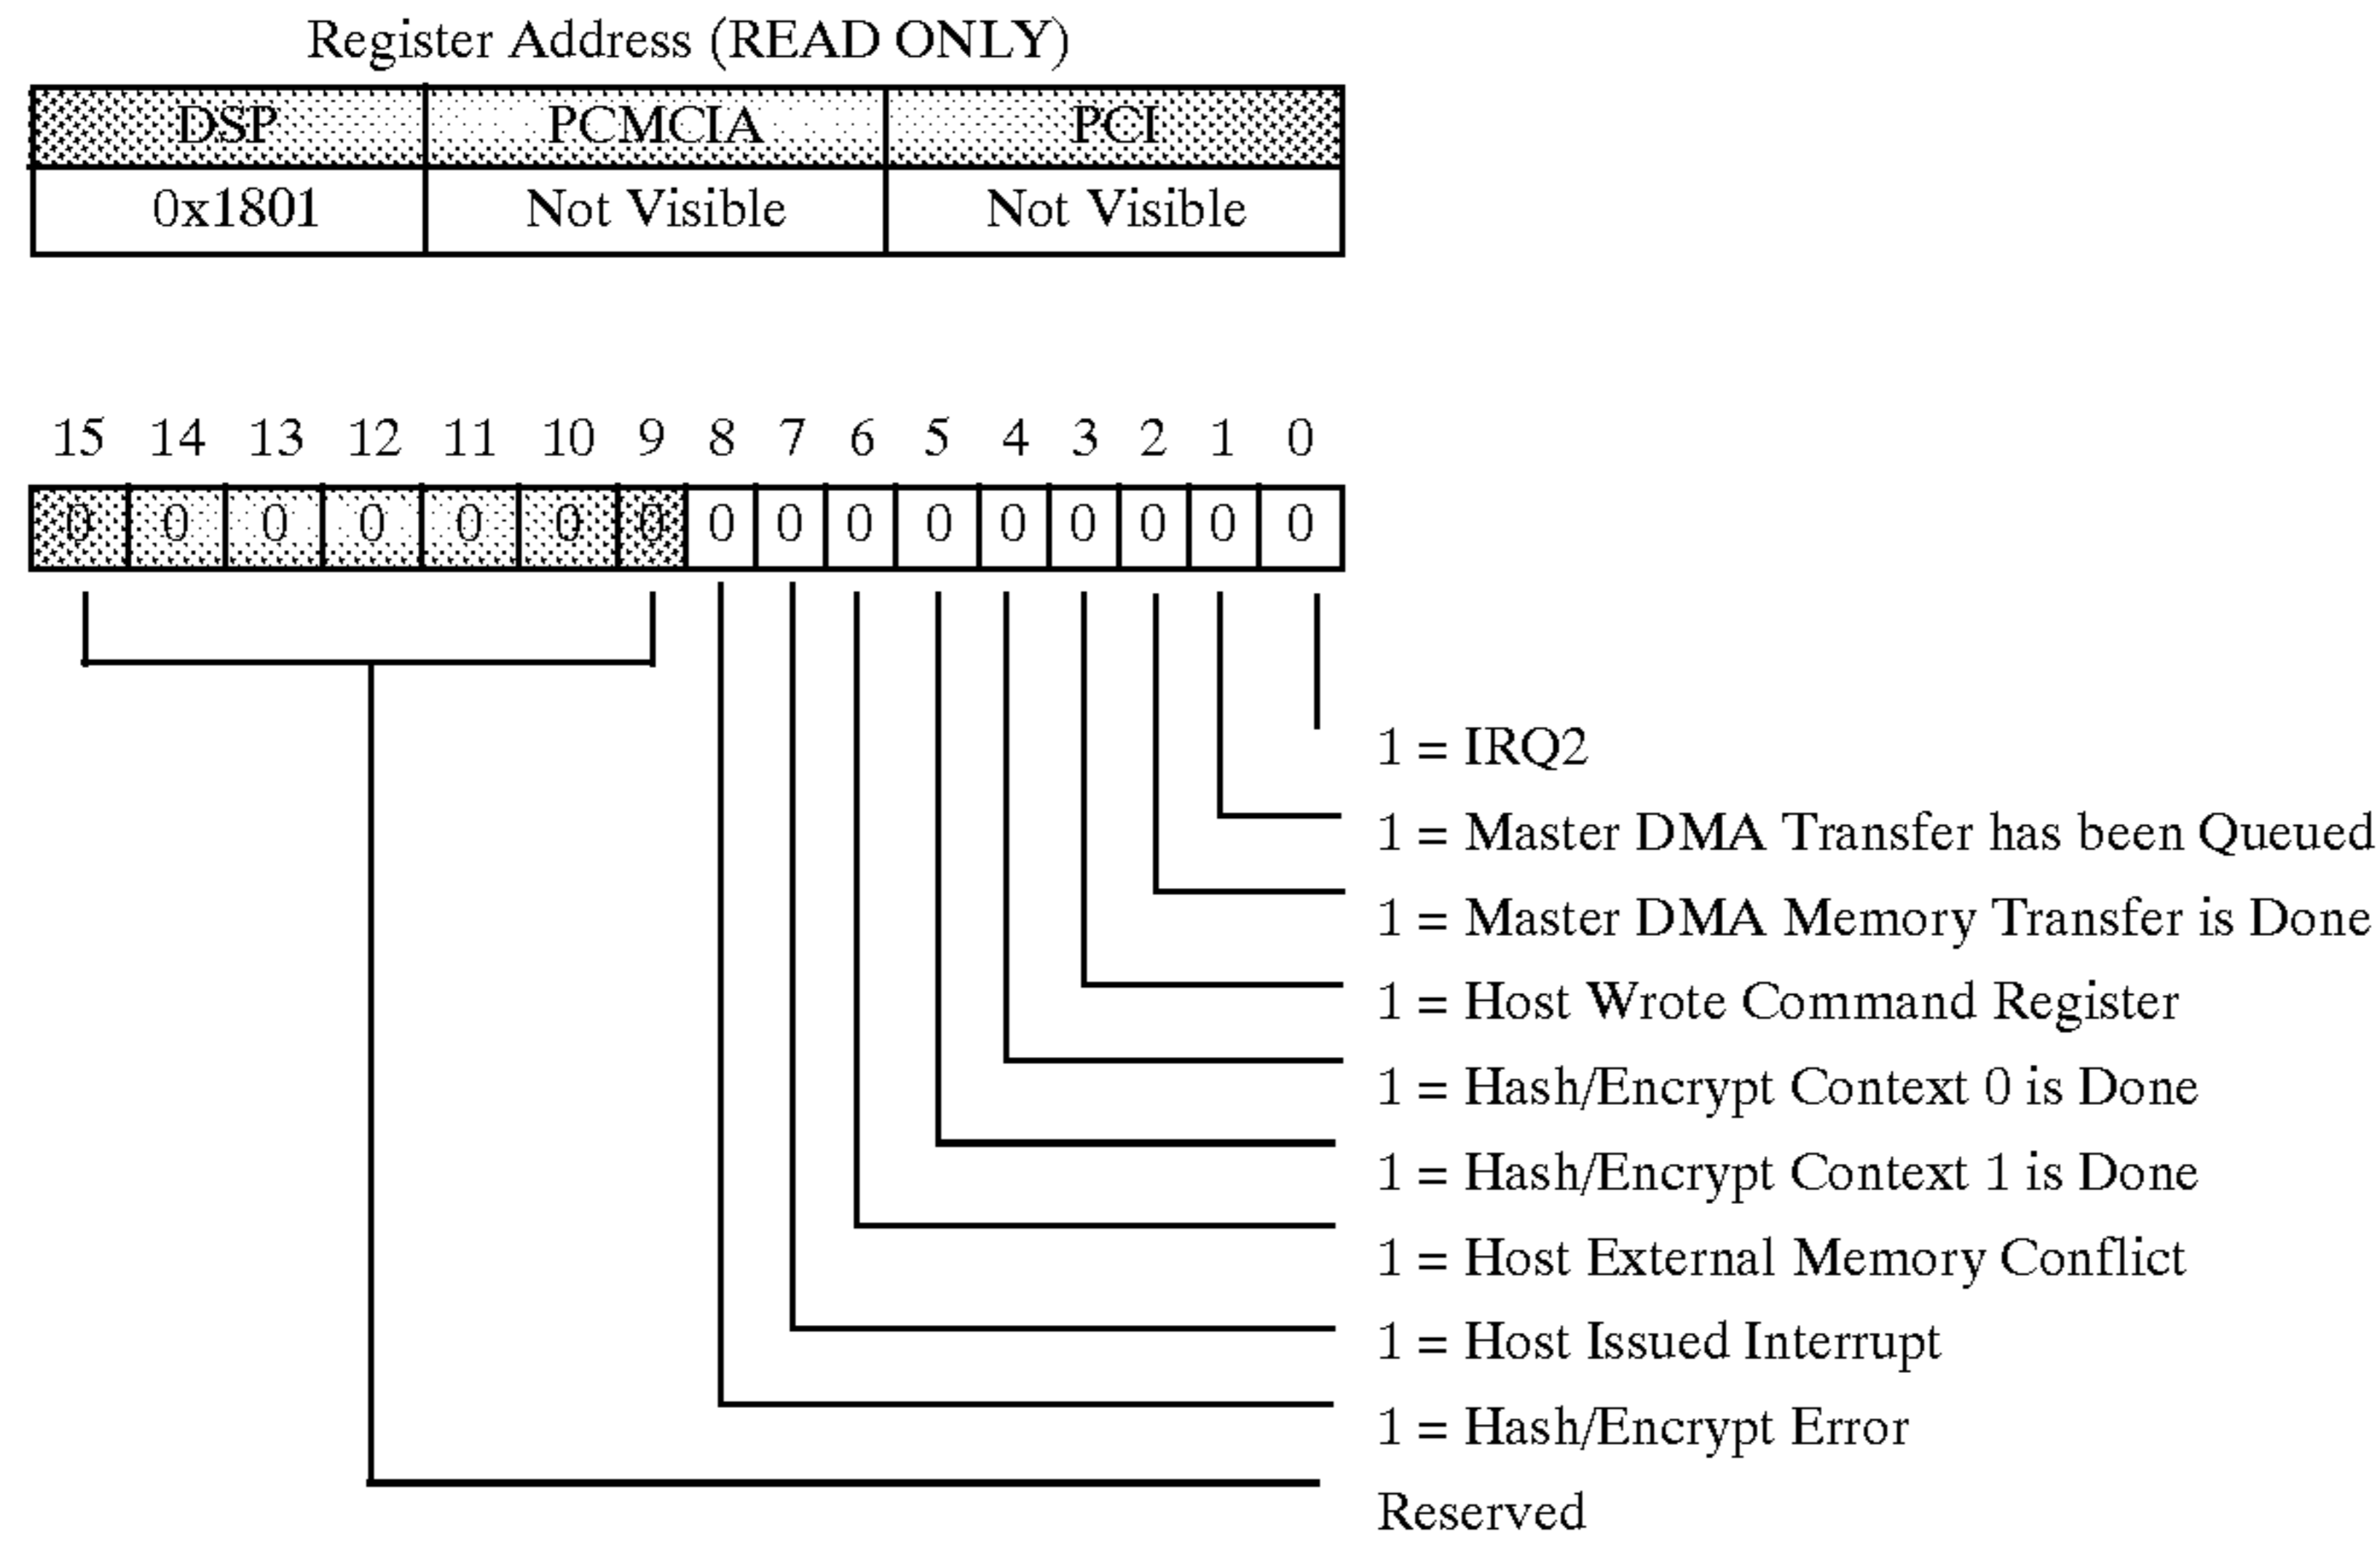 Register Address (READ ONLY)
DSP PCMCIA PCI
0x1801 Not Visible Not Visible
15 14 13 12 11 10 9 8 7 6 5 4 3 2 1 0
0 0 0 0 0 0 0 0 0 0 0 0 0 0 0 0
1 = IRQ2
1 = Master DMA Transfer has been Queued
1 = Master DMA Memory Transfer is Done
1 = Host Wrote Command Register
1 = Hash/Encrypt Context 0 is Done
1 = Hash/Encrypt Context 1 is Done
1 = Host External Memory Conflict
1 = Host Issued Interrupt
1 = Hash/Encrypt Error
Reserved